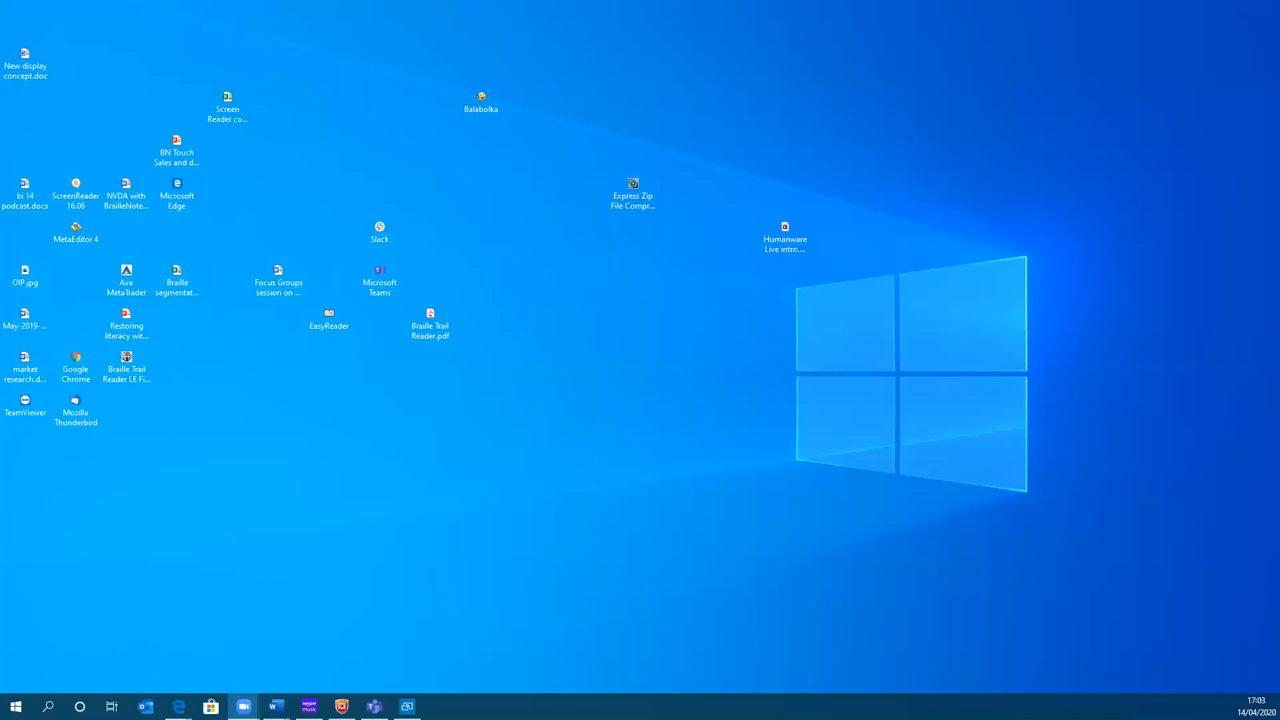 New display
concept.doc
Screen
Reader co...
Balabolka
BN Touch
Sales and d...
bi 14
podcast.docx
ScreenReader
16.06
NVDA with
BrailleNote...
Microsoft
Edge
Express Zip
File Compr...
MetaEditor 4
Slack
Humanware
Live intro....
OIP.jpg
Ava
MetaTrader
Braille
segmentat...
Focus Groups
session on ...
Microsoft
Teams
May-2019-...
Restoring
literacy wit...
EasyReader
Braille Trail
Reader.pdf
market
research.d...
Google
Chrome
Braille Trail
Reader LE Fi...
TeamViewer
Mozilla
Thunderbird
amazon
music
17:03
14/04/2020